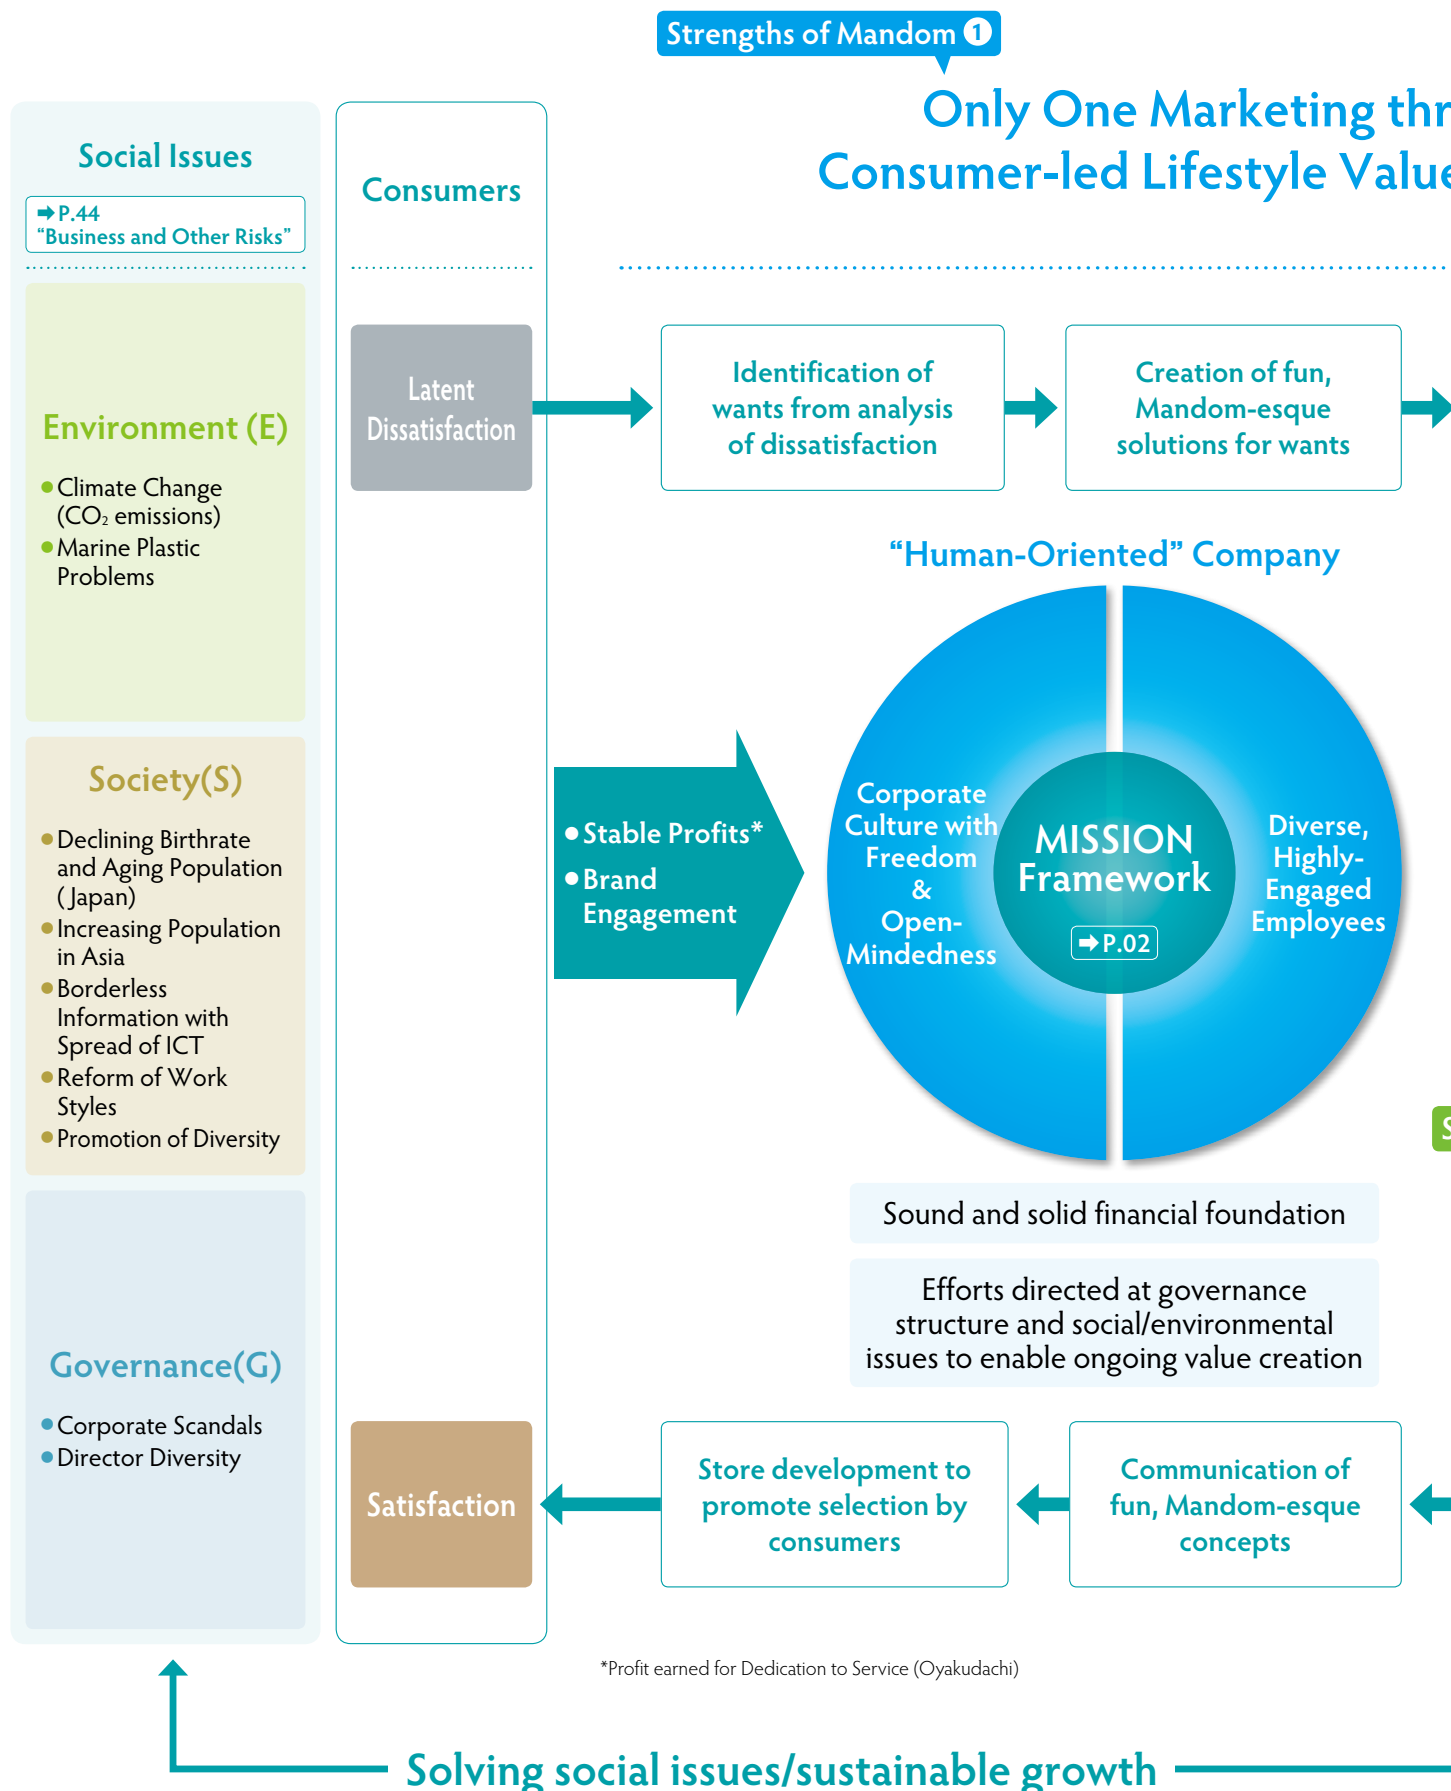 Strengths of Mandom 1
Only One Marketing thr
Consumer-led Lifestyle Value
Social Issues
➡P.44
“Business and Other Risks”
Consumers
Environment (E)
●Climate Change
(CO₂ emissions)
●Marine Plastic
Problems
Society(S)
●Declining Birthrate
and Aging Population
(Japan)
●Increasing Population
in Asia
●Borderless
Information with
Spread of ICT
●Reform of Work
Styles
●Promotion of Diversity
Governance(G)
●Corporate Scandals
●Director Diversity
Latent
Dissatisfaction
Identification of
wants from analysis
of dissatisfaction
Creation of fun,
Mandom-esque
solutions for wants
“Human-Oriented” Company
●Stable Profits*
●Brand
Engagement
Corporate
Culture with
Freedom
&
Open-
Mindedness
MISSION
Framework
➡P.02
Diverse,
Highly-
Engaged
Employees
S
Sound and solid financial foundation
Efforts directed at governance
structure and social/environmental
issues to enable ongoing value creation
Satisfaction
Store development to
promote selection by
consumers
Communication of
fun, Mandom-esque
concepts
*Profit earned for Dedication to Service (Oyakudachi)
Solving social issues/sustainable growth